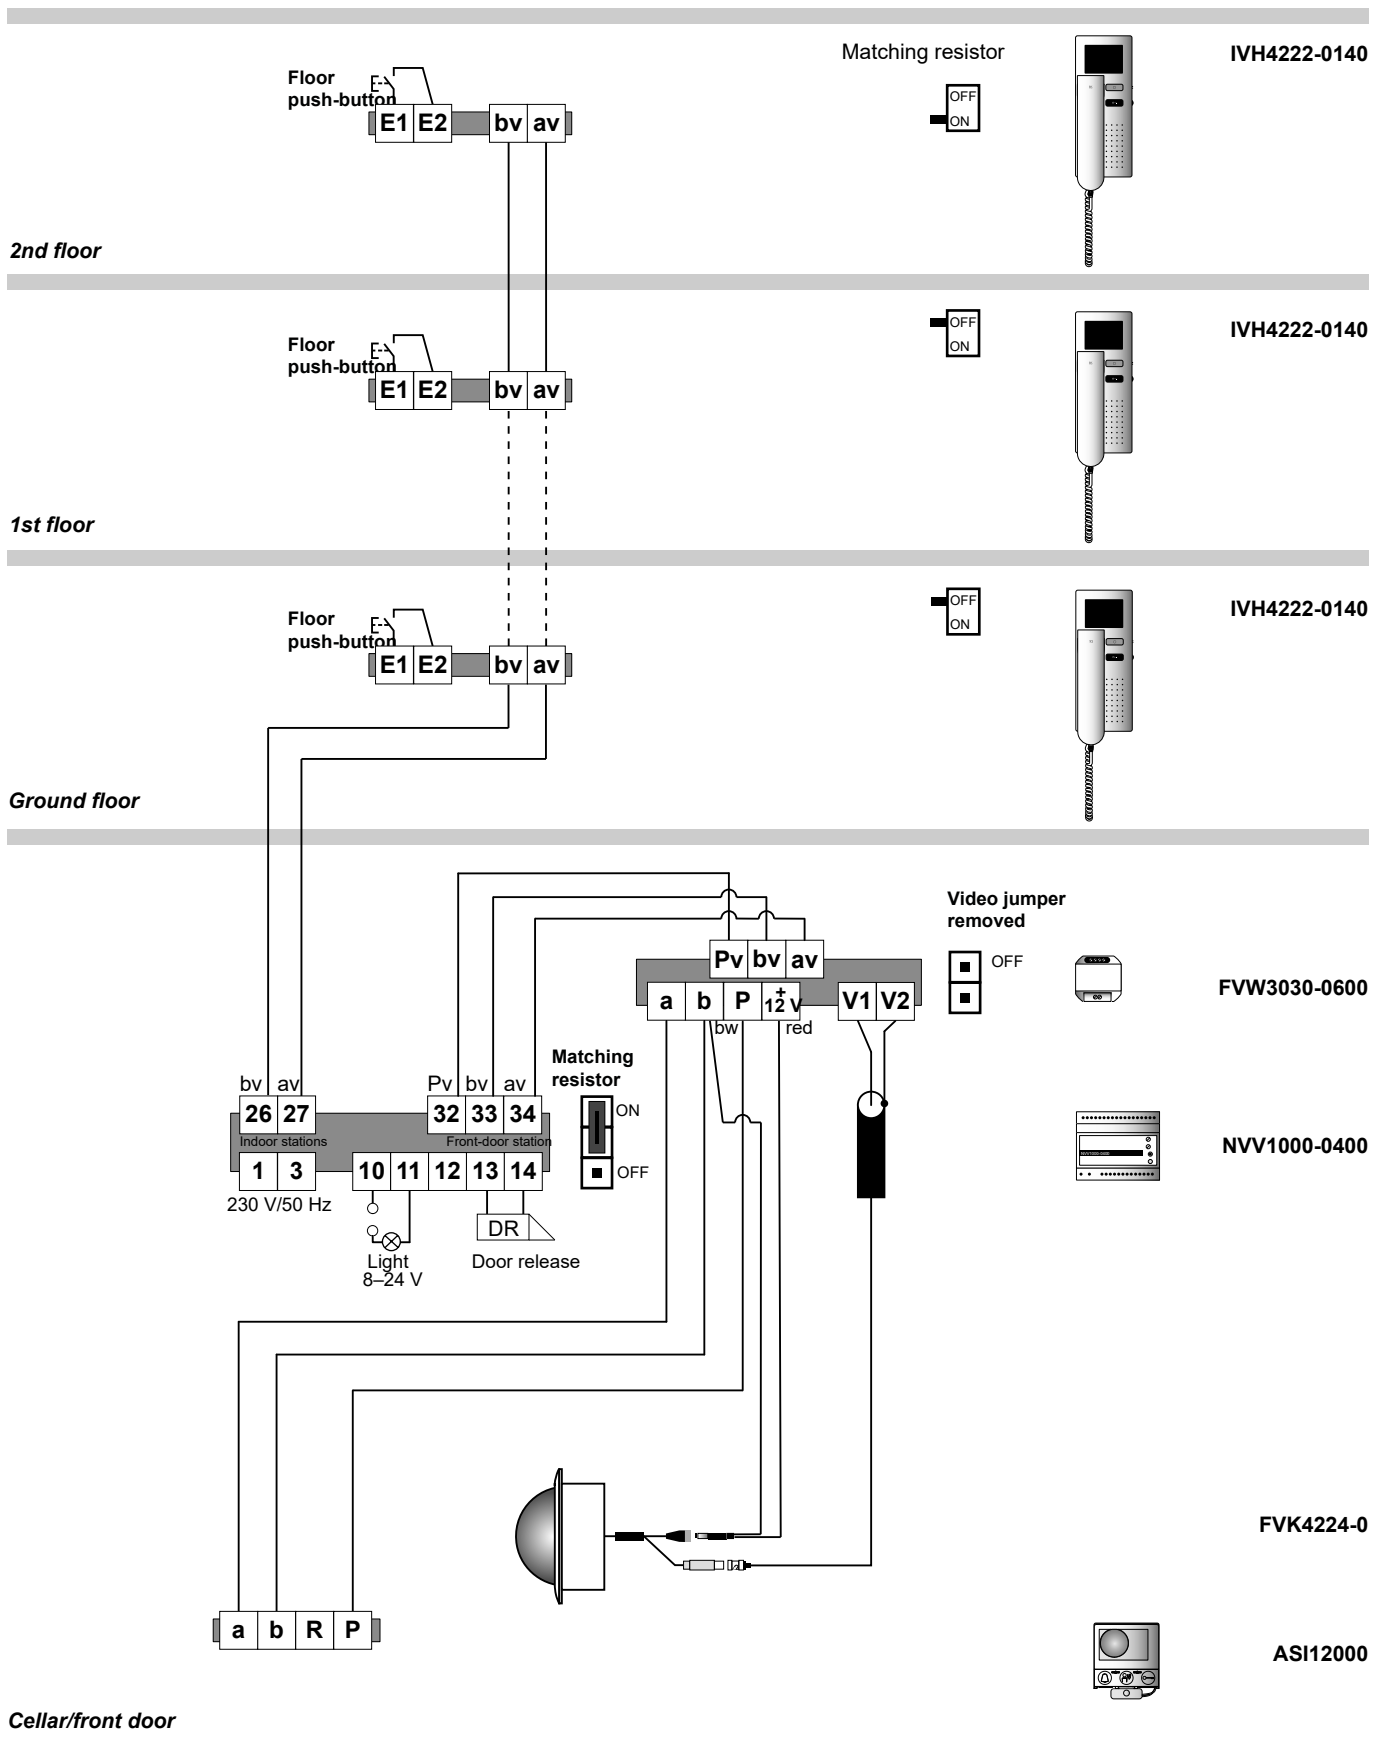 Matching resistor
IVH4222-0140
Floor
push-button
OFF
ON
E1 E2 bv av
2nd floor
IVH4222-0140
OFF
ON
Floor
push-button
E1 E2 bv av
1st floor
IVH4222-0140
OFF
ON
Floor
push-button
E1 E2 bv av
Ground floor
Video jumper
removed
OFF
FVW3030-0600
Pv bv av
a b P +12 V V1 V2
bw red
Matching
resistor
ON
OFF
bv av Pv bv av
26 27 32 33 34
Indoor stations Front-door station
1 3 10 11 12 13 14
230 V/50 Hz
NVV1000-0400
NVV1000-0400
DR
Light
8–24 V
Door release
FVK4224-0
a b R P
ASI12000
Cellar/front door